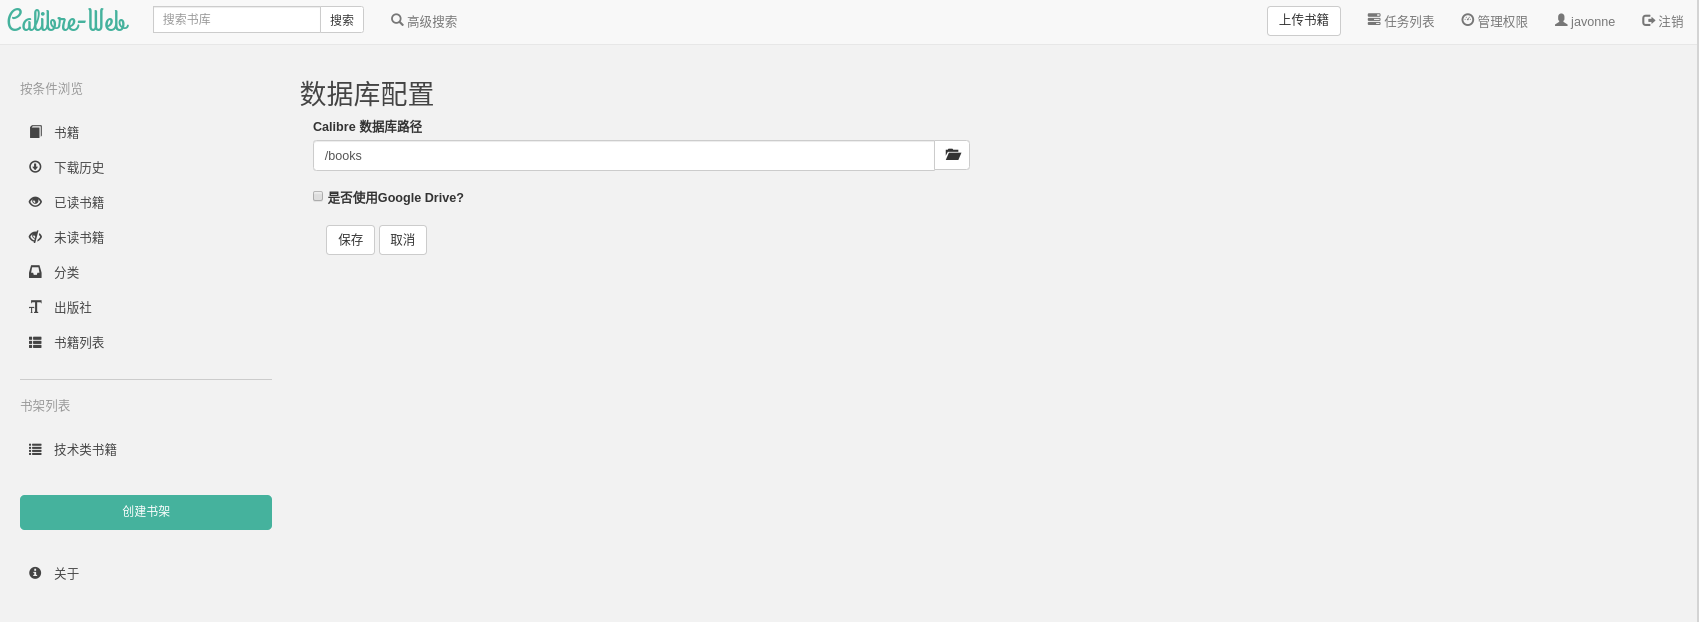 Calibre-Web 搜索书库 搜索 高级搜索 上传书籍 任务列表 管理权限 javonne 注销
按条件浏览
书籍
下载历史
已读书籍
未读书籍
分类
出版社
书籍列表
书架列表
技术类书籍
创建书架
关于
数据库配置
Calibre 数据库路径
/books
是否使用Google Drive?
保存 取消